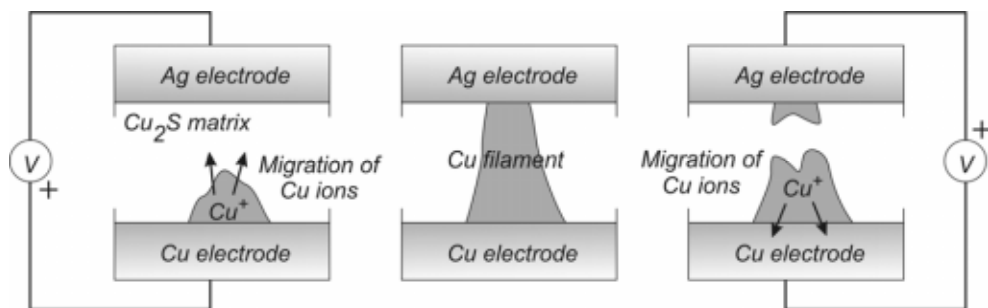 Ag electrode
Cu₂S matrix
Migration of
Cu ions
Cu⁺
Cu electrode
V
+
Ag electrode
Cu filament
Cu electrode
Ag electrode
Migration of
Cu ions
Cu⁺
Cu electrode
+
V